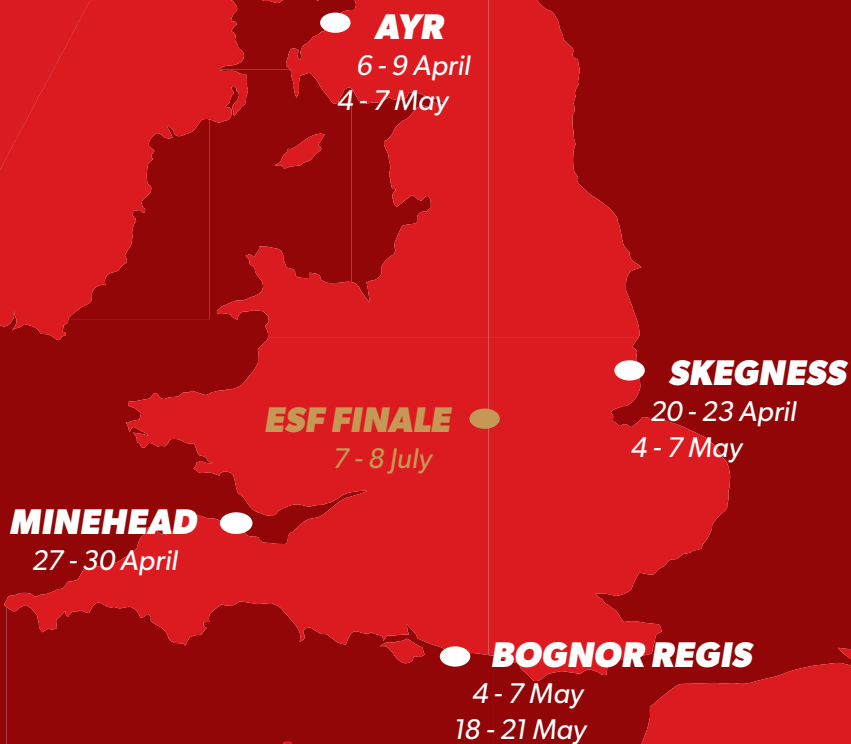 AYR
6 - 9 April
4 - 7 May
SKEGNESS
20 - 23 April
4 - 7 May
ESF FINALE
7 - 8 July
MINEHEAD
27 - 30 April
BOGNOR REGIS
4 - 7 May
18 - 21 May